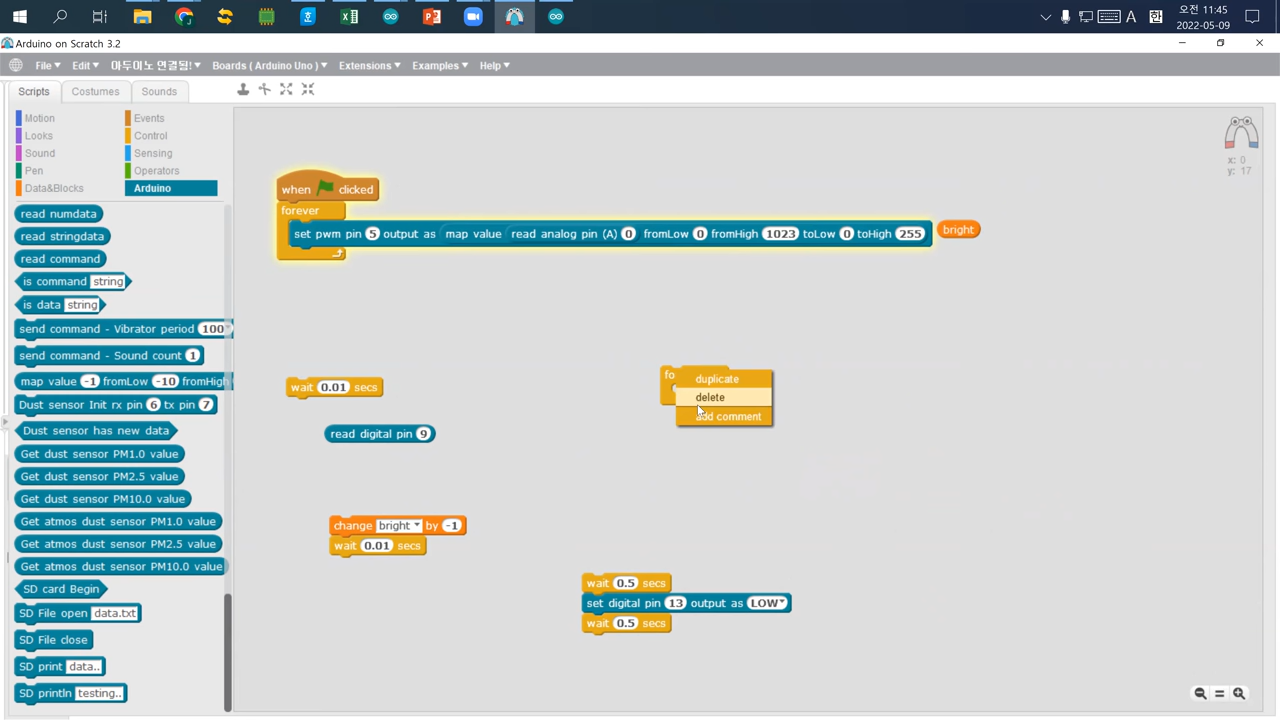 오전 11:45
A 한
2022-05-09
Arduino on Scratch 3.2
File Edit 아두이노 연결됨! Boards ( Arduino Uno ) Extensions Examples Help
Scripts Costumes Sounds
Motion Events
Looks Control
Sound Sensing
Pen Operators
Data&Blocks Arduino
x: 0
y: 17
read numdata
read stringdata
read command
is command string
is data string
send command - Vibrator period 100
send command - Sound count 1
map value -1 fromLow -10 fromHigh
Dust sensor Init rx pin 6 tx pin 7
Dust sensor has new data
Get dust sensor PM1.0 value
Get dust sensor PM2.5 value
Get dust sensor PM10.0 value
Get atmos dust sensor PM1.0 value
Get atmos dust sensor PM2.5 value
Get atmos dust sensor PM10.0 value
SD card Begin
SD File open data.txt
SD File close
SD print data..
SD println testing..
when clicked
forever
set pwm pin 5 output as map value read analog pin (A) 0 fromLow 0 fromHigh 1023 toLow 0 toHigh 255
bright
wait 0.01 secs
read digital pin 9
fo
duplicate
delete
add comment
change bright by -1
wait 0.01 secs
wait 0.5 secs
set digital pin 13 output as LOW
wait 0.5 secs